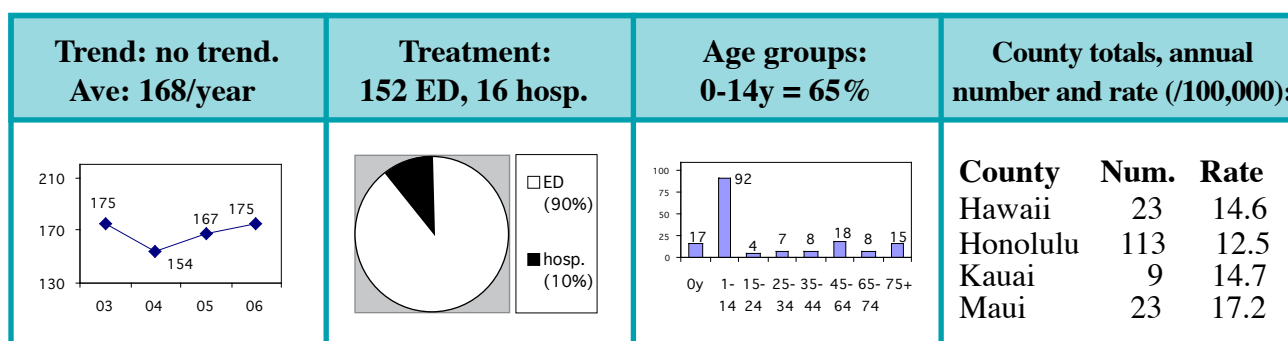 Trend: no trend.
Ave: 168/year
Treatment:
152 ED, 16 hosp.
Age groups:
0-14y = 65%
County totals, annual
number and rate (/100,000):
210
170
130
175
154
167
175
03 04 05 06
ED
(90%)
hosp.
(10%)
100
75
50
25
0
17
92
4
7
8
18
8
15
0y 1- 15- 25- 35- 45- 65- 75+
14 24 34 44 64 74
County Num. Rate
Hawaii 23 14.6
Honolulu 113 12.5
Kauai 9 14.7
Maui 23 17.2